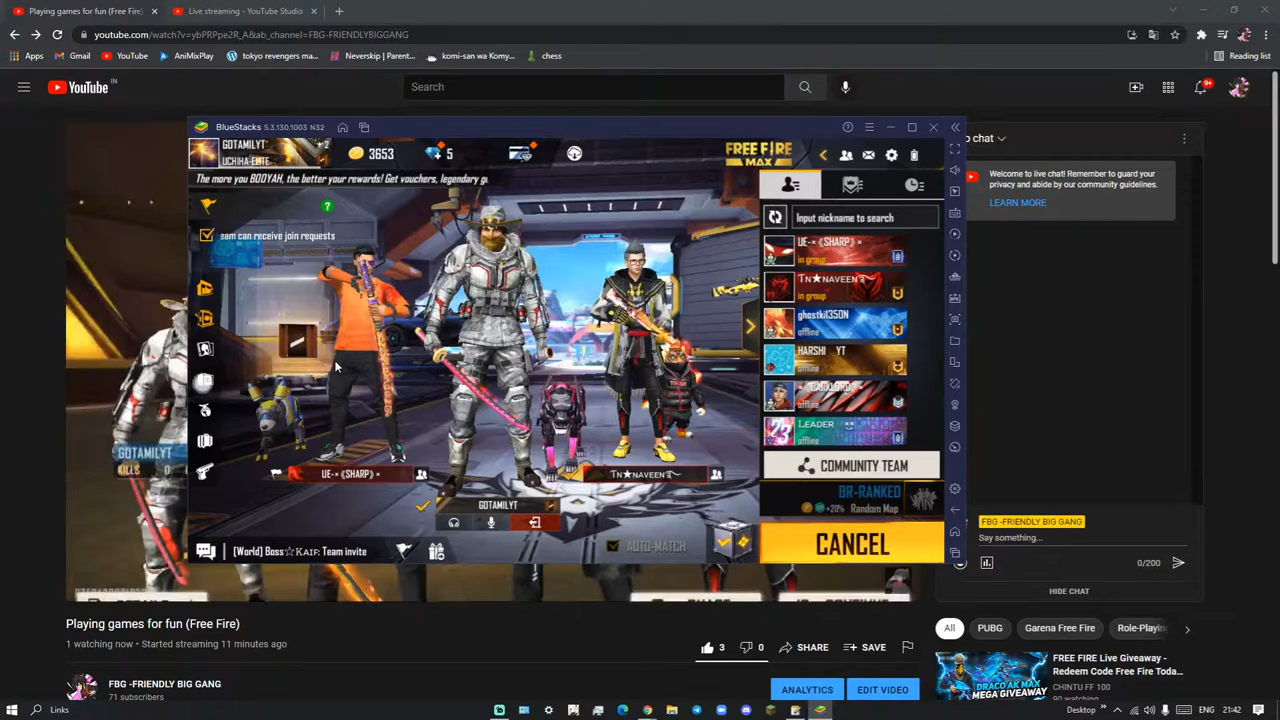 Playing games for fun (Free Fire)
Live streaming - YouTube Studio
youtube.com/watch?v=ybPRPpe2R_A&ab_channel=FBG-FRIENDLYBIGGANG
Apps
Gmail
YouTube
AniMixPlay
tokyo revengers ma...
Neverskip | Parent...
komi-san wa Komy...
chess
Reading list
YouTube
IN
Search
9+
BlueStacks 5.3.130.1003 N32
GOTAMILYT
UCHIHA-ELITE
3653
5
FREE FIRE
MAX
The more you BOOYAH, the better your rewards! Get vouchers, legendary gu
eam can receive join requests
Input nickname to search
UE-×《SHARP》×
in group
TN★NAVEEN
in group
ghostkil350N
offline
HARSHI YT
offline
offline
LEADER
offline
COMMUNITY TEAM
BR-RANKED
+20% Random Map
CANCEL
UE-×《SHARP》×
TN★NAVEEN
GOTAMILYT
[World] Boss☆KAIF: Team invite
AUTO-MATCH
GOTAMILYT
KILLS 0
p chat
Welcome to live chat! Remember to guard your
privacy and abide by our community guidelines.
LEARN MORE
FBG -FRIENDLY BIG GANG
Say something...
0/200
HIDE CHAT
Playing games for fun (Free Fire)
1 watching now • Started streaming 11 minutes ago
3
0
SHARE
SAVE
FBG -FRIENDLY BIG GANG
71 subscribers
ANALYTICS
EDIT VIDEO
All
PUBG
Garena Free Fire
Role-Playin
FREE FIRE Live Giveaway -
Redeem Code Free Fire Toda...
CHINTU FF 100
DRACO AK MAX
MEGA GIVEAWAY
Links
Desktop
ENG
21:42